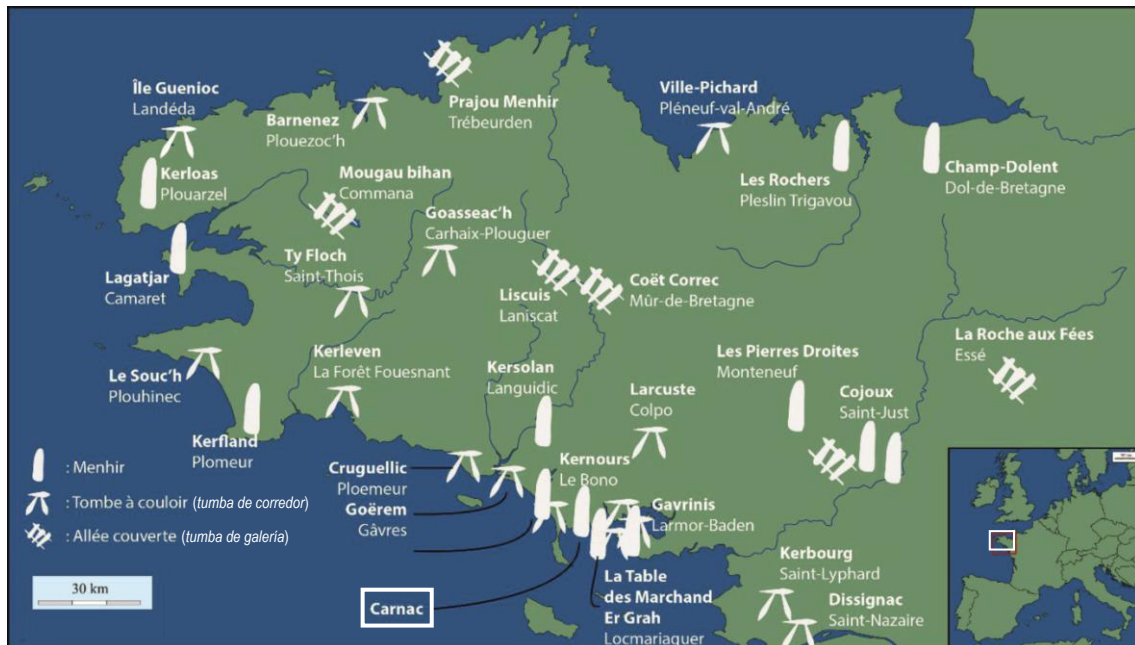 Île Guenioc
Landéda
Barnenez
Plouezoc'h
Prajou Menhir
Trébeurden
Ville-Pichard
Pléneuf-val-André
Kerloas
Plouarzel
Mougau bihan
Commana
Goasseac'h
Carhaix-Plouguer
Les Rochers
Pleslin Trigavou
Champ-Dolent
Dol-de-Bretagne
Lagatjar
Camaret
Ty Floch
Saint-Thois
Liscuis
Laniscat
Coët Correc
Mûr-de-Bretagne
La Roche aux Fées
Essé
Le Souc'h
Plouhinec
Kerleven
La Forêt Fouesnant
Kersolan
Languidic
Larcuste
Colpo
Les Pierres Droites
Monteneuf
Cojoux
Saint-Just
Kerfland
Plomeur
Cruguellic
Ploemeur
Goërem
Gâvres
Kernours
Le Bono
Gavrinis
Larmor-Baden
: Menhir
: Tombe à couloir (tumba de corredor)
: Allée couverte (tumba de galería)
30 km
Carnac
La Table
des Marchand
Er Grah
Locmariaquer
Kerbourg
Saint-Lyphard
Dissignac
Saint-Nazaire